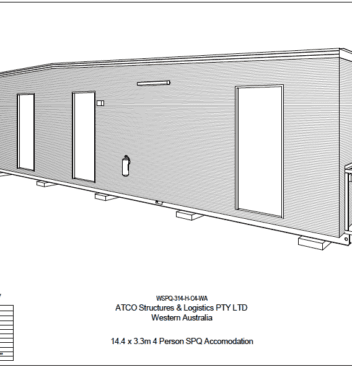 WSPQ-314-H-C4-WA
ATCO Structures & Logistics PTY LTD
Western Australia
14.4 x 3.3m 4 Person SPQ Accomodation